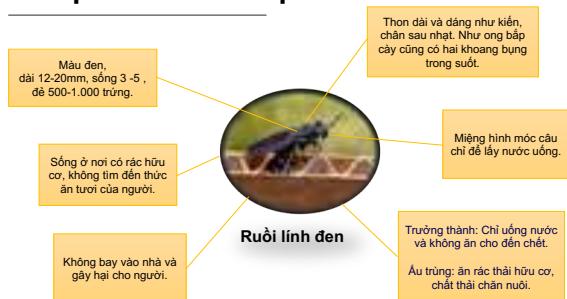 Thon dài và dáng như kiến,
chân sau nhạt. Như ong bắp
cày cũng có hai khoang bụng
trong suốt.
Màu đen,
dài 12-20mm, sống 3 -5 ,
đẻ 500-1.000 trứng.
Miệng hình móc câu
chỉ để lấy nước uống.
Sống ở nơi có rác hữu
cơ, không tìm đến thức
ăn tươi của người.
Ruồi lính đen
Trưởng thành: Chỉ uống nước
và không ăn cho đến chết.
Ấu trùng: ăn rác thải hữu cơ,
chất thải chăn nuôi.
Không bay vào nhà và
gây hại cho người.